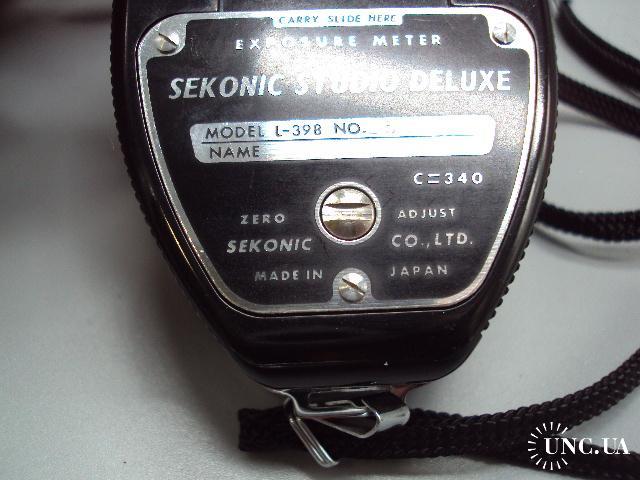 CARRY SLIDE HERE
EXPOSURE METER
SEKONIC STUDIO DELUXE
MODEL L-398 NO.
NAME
C=340
ZERO ADJUST
SEKONIC CO.,LTD.
MADE IN JAPAN
UNC.UA